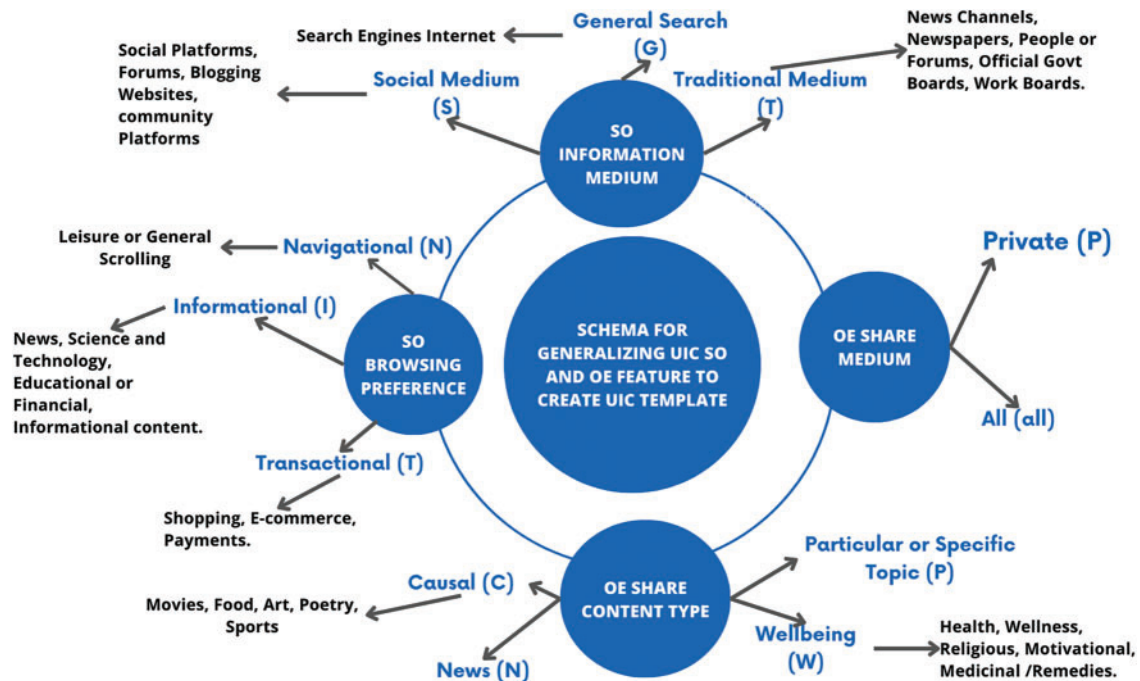 General Search
(G)
Search Engines Internet
News Channels,
Newspapers, People or
Forums, Official Govt
Boards, Work Boards.
Social Platforms,
Forums, Blogging
Websites,
community
Platforms
Social Medium
(S)
Traditional Medium
(T)
SO
INFORMATION
MEDIUM
Leisure or General
Scrolling
Navigational (N)
Informational (I)
News, Science and
Technology,
Educational or
Financial,
Informational content.
SO
BROWSING
PREFERENCE
Transactional (T)
Shopping, E-commerce,
Payments.
SCHEMA FOR
GENERALIZING UIC SO
AND OE FEATURE TO
CREATE UIC TEMPLATE
OE SHARE
MEDIUM
Private (P)
All (all)
OE SHARE
CONTENT TYPE
Causal (C)
Movies, Food, Art, Poetry,
Sports
News (N)
Particular or Specific
Topic (P)
Wellbeing
(W)
Health, Wellness,
Religious, Motivational,
Medicinal /Remedies.